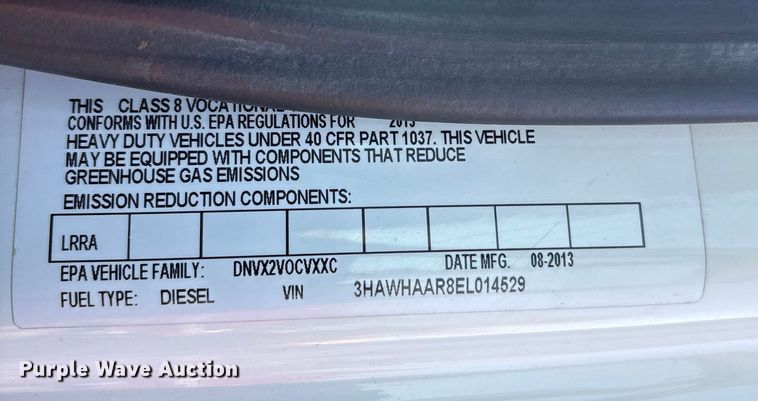 THIS CLASS 8 VOCATIONAL
CONFORMS WITH U.S. EPA REGULATIONS FOR 2013
HEAVY DUTY VEHICLES UNDER 40 CFR PART 1037. THIS VEHICLE
MAY BE EQUIPPED WITH COMPONENTS THAT REDUCE
GREENHOUSE GAS EMISSIONS
EMISSION REDUCTION COMPONENTS:
LRRA
EPA VEHICLE FAMILY: DNVX2VOCVXXC DATE MFG. 08-2013
FUEL TYPE: DIESEL VIN 3HAWHAAR8EL014529
Purple Wave Auction